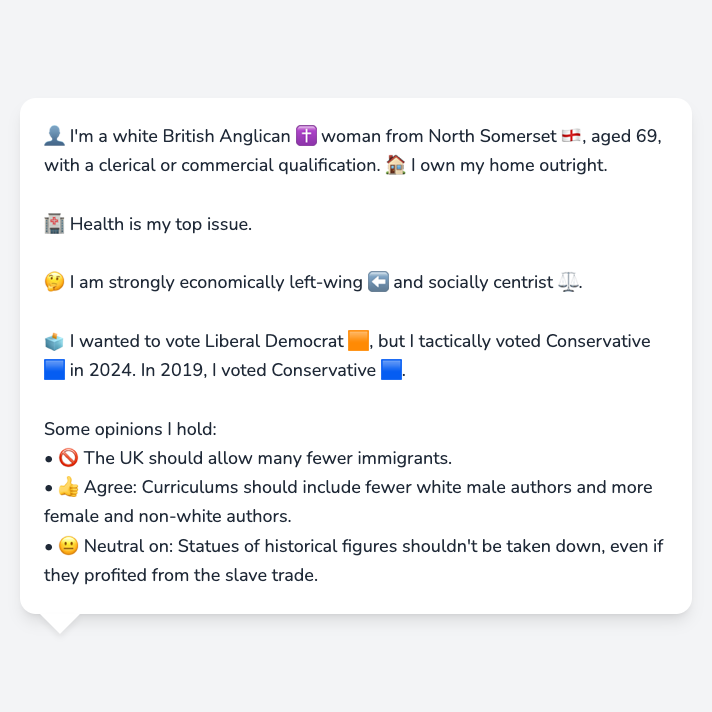 👤 I'm a white British Anglican ✝️ woman from North Somerset 🏴󠁧󠁢󠁥󠁮󠁧󠁿, aged 69,
with a clerical or commercial qualification. 🏠 I own my home outright.
🏥 Health is my top issue.
🤔 I am strongly economically left-wing ⬅️ and socially centrist ⚖️.
🗳️ I wanted to vote Liberal Democrat 🟧, but I tactically voted Conservative
🟦 in 2024. In 2019, I voted Conservative 🟦.
Some opinions I hold:
• 🚫 The UK should allow many fewer immigrants.
• 👍 Agree: Curriculums should include fewer white male authors and more
female and non-white authors.
• 😐 Neutral on: Statues of historical figures shouldn't be taken down, even if
they profited from the slave trade.